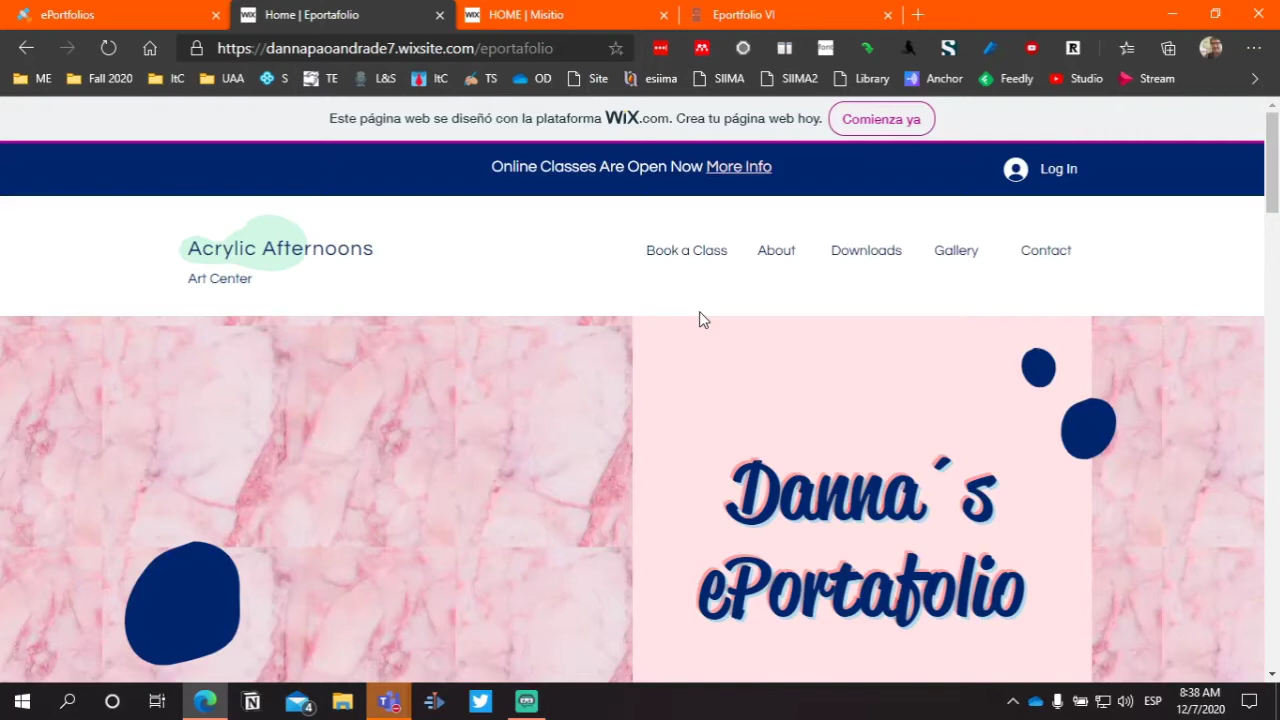 ePortfolios
Home | Eportafolio
HOME | Misitio
Eportfolio VI
https://dannapaoandrade7.wixsite.com/eportafolio
ME
Fall 2020
ItC
UAA
S
TE
L&S
ItC
TS
OD
Site
esiima
SIIMA
SIIMA2
Library
Anchor
Feedly
Studio
Stream
Este página web se diseñó con la plataforma WiX.com. Crea tu página web hoy.
Comienza ya
Online Classes Are Open Now More Info
Log In
Acrylic Afternoons
Art Center
Book a Class
About
Downloads
Gallery
Contact
Danna´s
ePortafolio
4
ESP
8:38 AM
12/7/2020